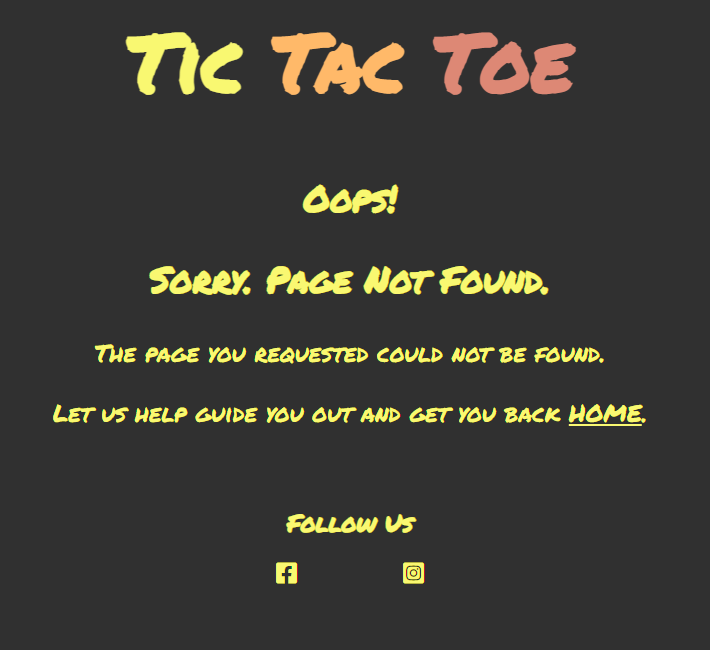 Tic Tac Toe
Oops!
Sorry. Page Not Found.
The page you requested could not be found.
Let us help guide you out and get you back HOME.
Follow Us